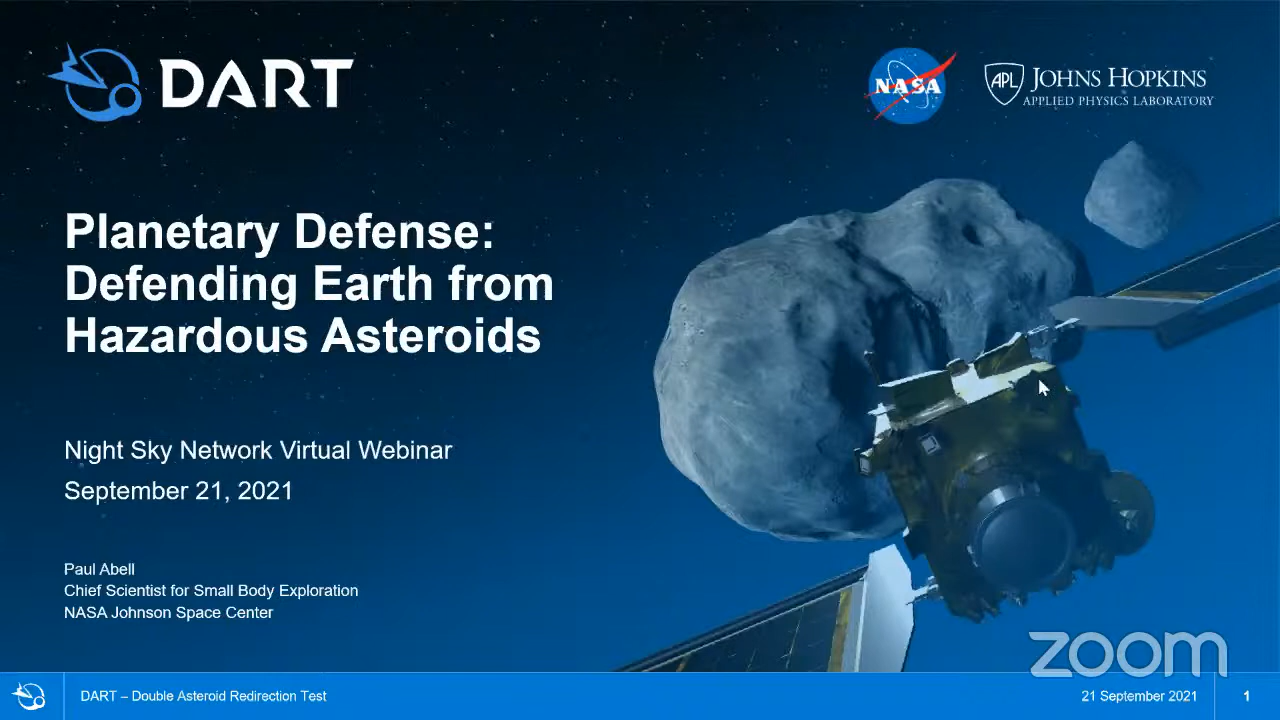 DART
NASA
APL JOHNS HOPKINS
APPLIED PHYSICS LABORATORY
Planetary Defense:
Defending Earth from
Hazardous Asteroids
Night Sky Network Virtual Webinar
September 21, 2021
Paul Abell
Chief Scientist for Small Body Exploration
NASA Johnson Space Center
zoom
DART – Double Asteroid Redirection Test
21 September 2021
1